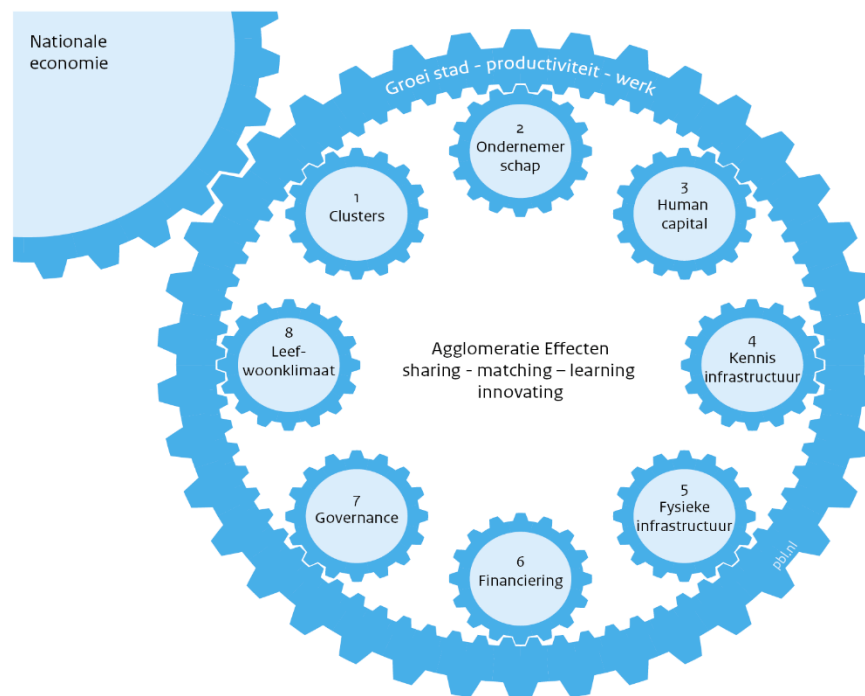 Nationale
economie
Groei stad - productiviteit - werk
1
Clusters
2
Ondernemer
schap
3
Human
capital
4
Kennis
infrastructuur
5
Fysieke
infrastructuur
6
Financiering
7
Governance
8
Leef-
woonklimaat
Agglomeratie Effecten
sharing - matching – learning
innovating
pbl.nl